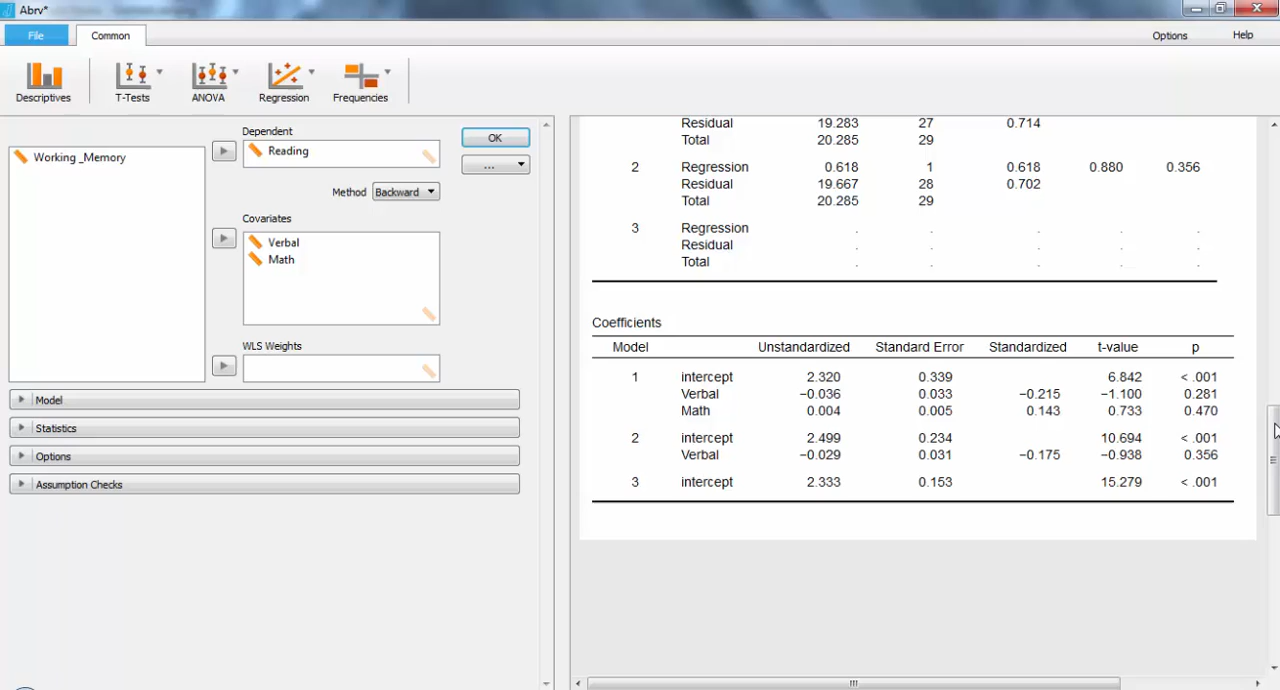 Abrv*
File Common Options Help
Descriptives T-Tests ANOVA Regression Frequencies
Working _Memory
Dependent
Reading
OK
...
Method Backward
Covariates
Verbal
Math
WLS Weights
Model
Statistics
Options
Assumption Checks
Residual 19.283 27 0.714
Total 20.285 29
2 Regression 0.618 1 0.618 0.880 0.356
Residual 19.667 28 0.702
Total 20.285 29
3 Regression . . . . .
Residual . . . . .
Total . . . . .
Coefficients
Model Unstandardized Standard Error Standardized t-value p
1 intercept 2.320 0.339 6.842 < .001
Verbal −0.036 0.033 −0.215 −1.100 0.281
Math 0.004 0.005 0.143 0.733 0.470
2 intercept 2.499 0.234 10.694 < .001
Verbal −0.029 0.031 −0.175 −0.938 0.356
3 intercept 2.333 0.153 15.279 < .001